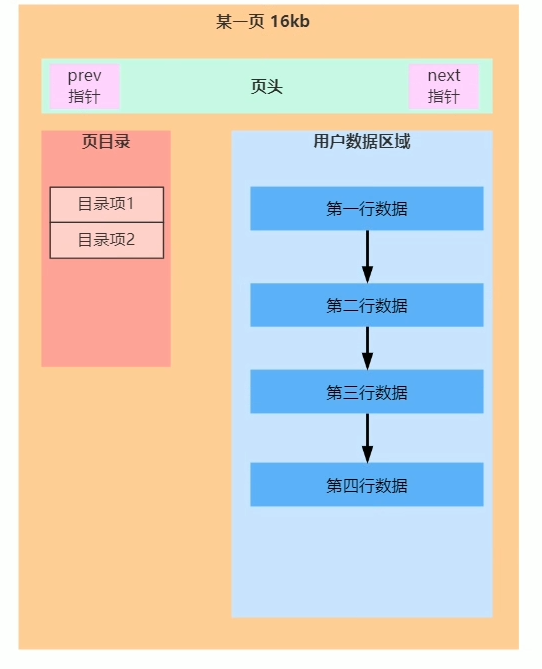 某一页 16kb
prev
指针
页头
next
指针
页目录
目录项1
目录项2
用户数据区域
第一行数据
第二行数据
第三行数据
第四行数据